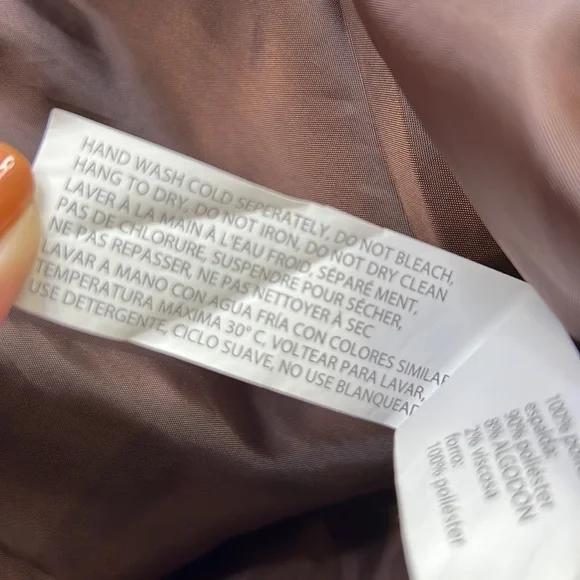 HAND WASH COLD SEPERATELY, DO NOT BLEACH,
HANG TO DRY, DO NOT IRON, DO NOT DRY CLEAN
LAVER À LA MAIN À L'EAU FROID, SÉPARÉ MENT,
PAS DE CHLORURE, SUSPENDRE POUR SÉCHER,
NE PAS REPASSER, NE PAS NETTOYER À SEC
LAVAR A MANO CON AGUA FRÍA CON COLORES SIMILAR
TEMPERATURA MÁXIMA 30° C, VOLTEAR PARA LAVAR,
USE DETERGENTE, CICLO SUAVE, NO USE BLANQUEAD
100%
espalda:
90% poliéster
8% ALGODON
2% viscosa
forro:
100% poliéster